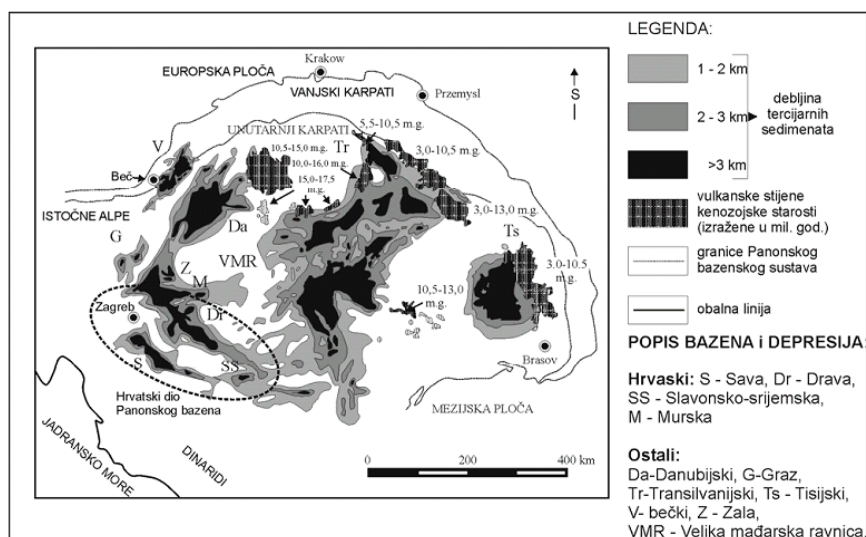 EUROPSKA PLOČA
Krakow
VANJSKI KARPATI
Przemysl
S
UNUTARNJI KARPATI
Tr
5,5-10,5 m.g.
V
10,5-15,0 m.g.
3,0-10,5 m.g.
10,0-16,0 m.g.
Beč
15,0-17,5
m.g.
ISTOČNE ALPE
Da
3,0-13,0 m.g.
G
Ts
Z
VMR
3.0-10.5
m.g.
M
10,5-13,0
m.g.
Zagreb
Di
S
SS
Brasov
Hrvatski dio
Panonskog bazena
MEZIJSKA PLOČA
JADRANSKO MORE
DINARIDI
0 200 400 km
LEGENDA:
1 - 2 km
2 - 3 km
debljina
tercijarnih
sedimenata
>3 km
vulkanske stijene
kenozojske starosti
(izražene u mil. god.)
granice Panonskog
bazenskog sustava
obalna linija
POPIS BAZENA i DEPRESIJA:
Hrvaski: S - Sava, Dr - Drava,
SS - Slavonsko-srijemska,
M - Murska
Ostali:
Da-Danubijski, G-Graz,
Tr-Transilvanijski, Ts - Tisijski,
V- bečki, Z - Zala,
VMR - Velika mađarska ravnica,